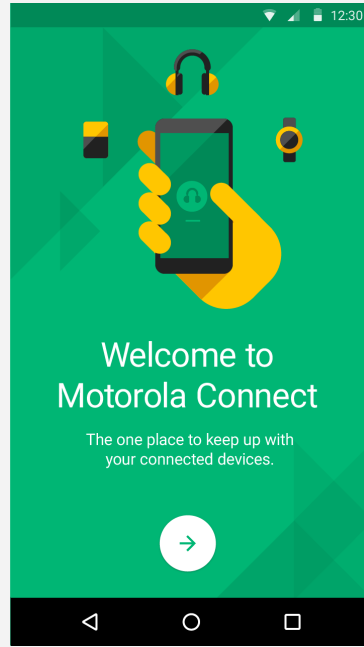 12:30
Welcome to
Motorola Connect
The one place to keep up with
your connected devices.